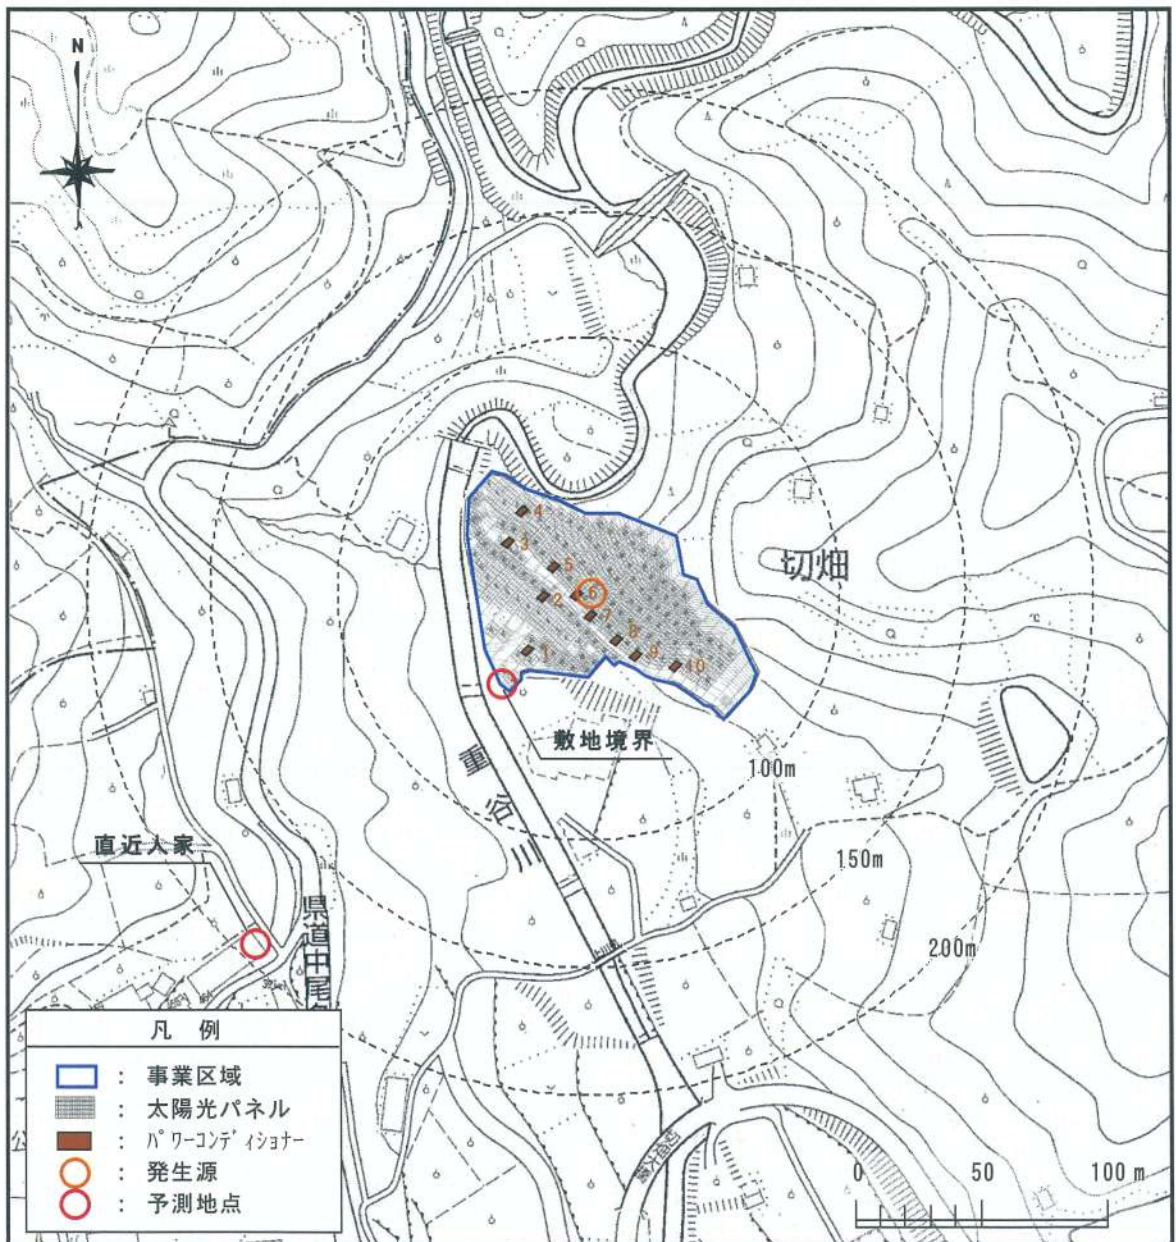 N
4
3
5
2
6
7
8
1
9
10
切畑
敷地境界
重谷川
100m
直近人家
150m
200m
県道中尾
凡 例
: 事業区域
: 太陽光パネル
: パワーコンディショナー
: 発生源
: 予測地点
公
0 50 100 m